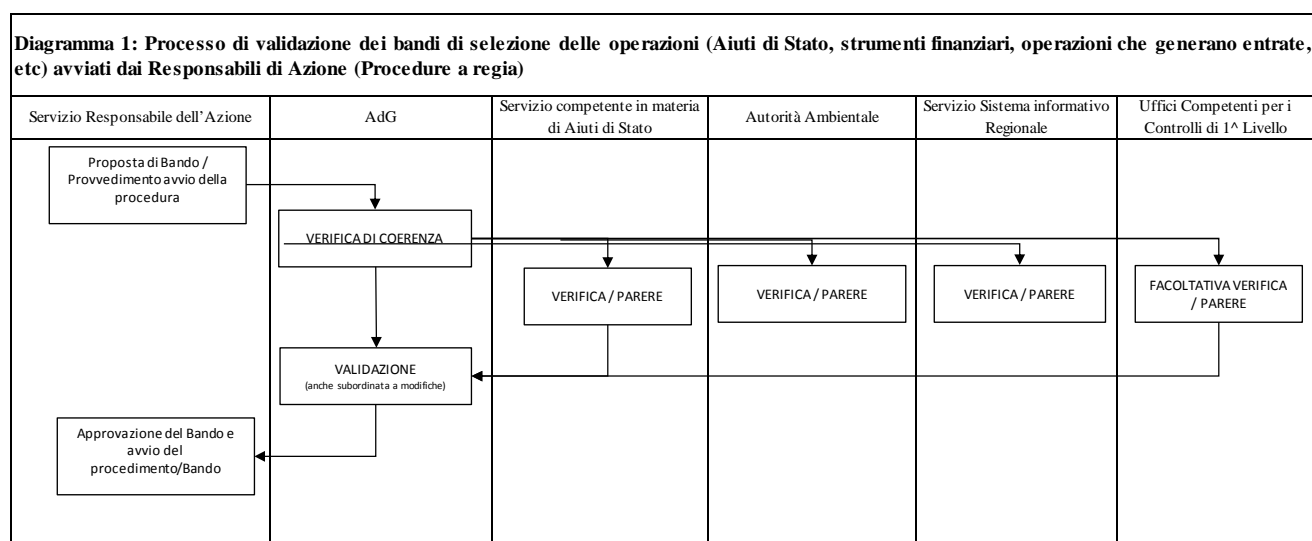 Diagramma 1: Processo di validazione dei bandi di selezione delle operazioni (Aiuti di Stato, strumenti finanziari, operazioni che generano entrate,
etc) avviati dai Responsabili di Azione (Procedure a regia)
Servizio Responsabile dell'Azione
AdG
Servizio competente in materia
di Aiuti di Stato
Autorità Ambientale
Servizio Sistema informativo
Regionale
Uffici Competenti per i
Controlli di 1^ Livello
Proposta di Bando /
Provvedimento avvio della
procedura
VERIFICA DI COERENZA
VERIFICA / PARERE
VERIFICA / PARERE
VERIFICA / PARERE
FACOLTATIVA VERIFICA
/ PARERE
VALIDAZIONE
(anche subordinata a modifiche)
Approvazione del Bando e
avvio del
procedimento/Bando